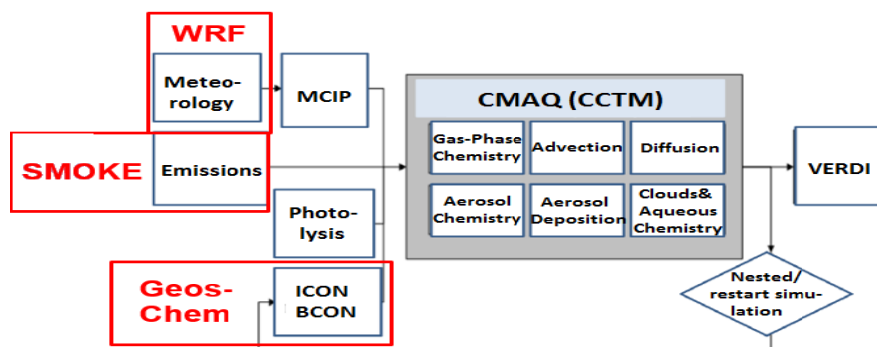 WRF
Meteo-
rology
MCIP
CMAQ (CCTM)
Gas-Phase
Chemistry
Advection
Diffusion
SMOKE
Emissions
VERDI
Aerosol
Chemistry
Aerosol
Deposition
Clouds&
Aqueous
Chemistry
Photo-
lysis
Geos-
Chem
ICON
BCON
Nested/
restart simu-
lation